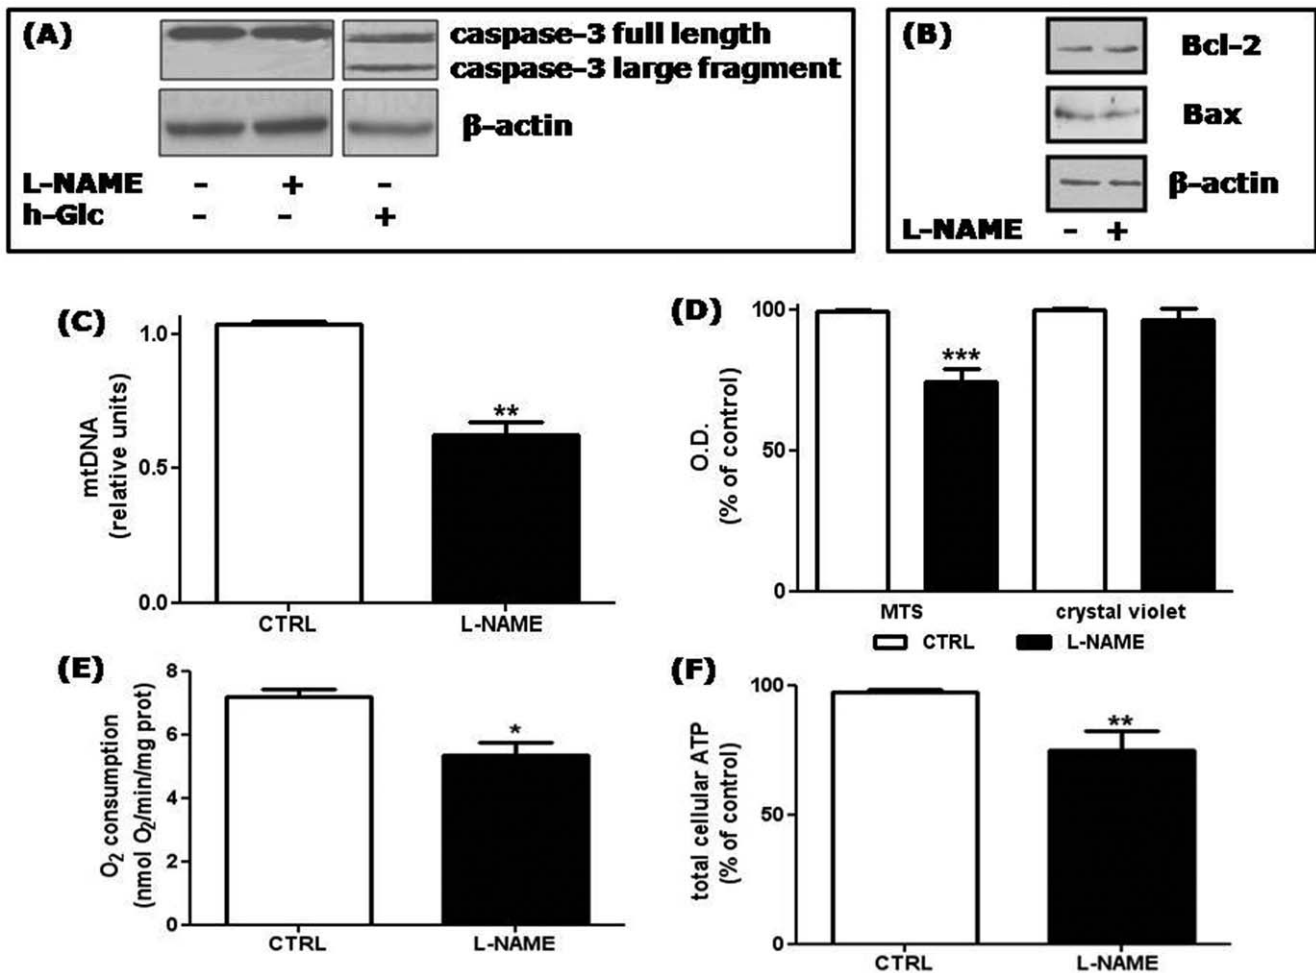 (A)
caspase-3 full length
caspase-3 large fragment
β-actin
L-NAME - + -
h-Glc - - +
(B)
Bcl-2
Bax
β-actin
L-NAME - +
(C)
mtDNA
(relative units)
1.0
0.5
0.0
**
CTRL L-NAME
(D)
O.D.
(% of control)
100
50
0
***
MTS crystal violet
CTRL L-NAME
(E)
O₂ consumption
(nmol O₂/min/mg prot)
8
6
4
2
0
*
CTRL L-NAME
(F)
total cellular ATP
(% of control)
100
50
0
**
CTRL L-NAME